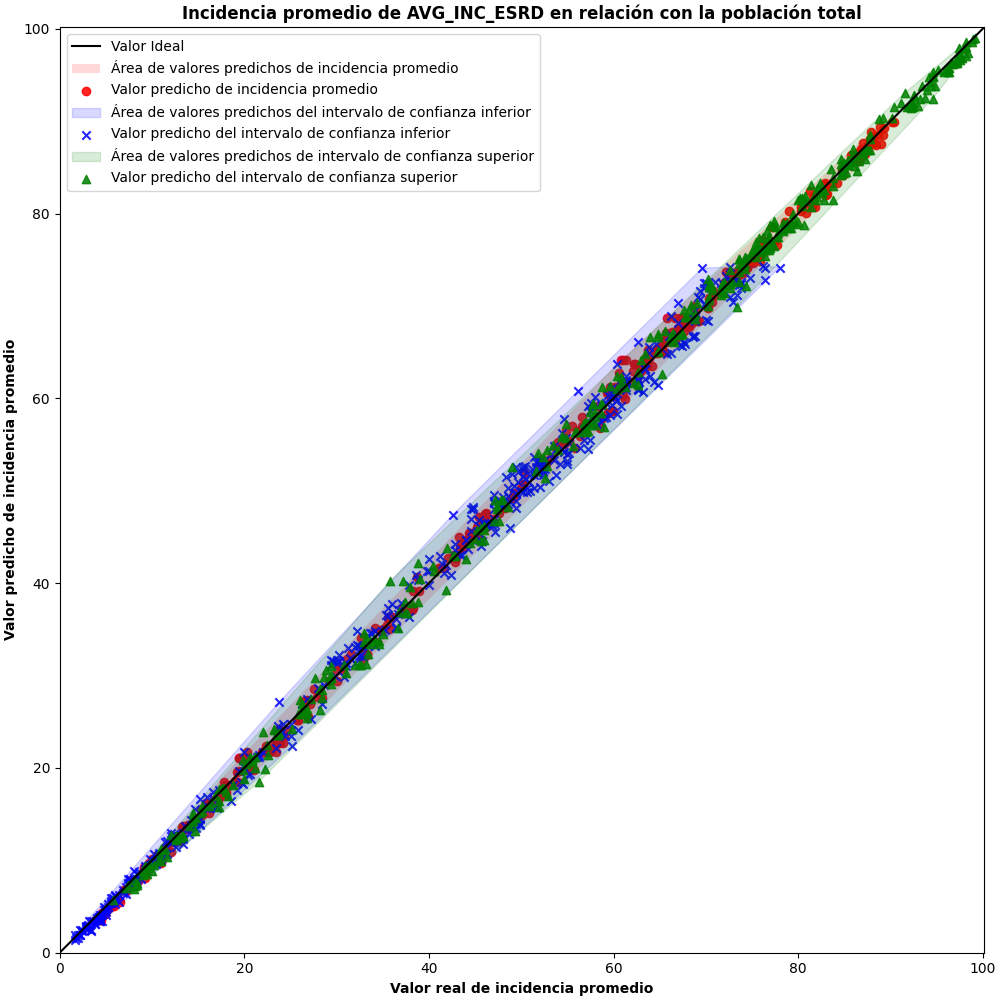 Incidencia promedio de AVG_INC_ESRD en relación con la población total
100
80
60
40
20
0
Valor predicho de incidencia promedio
Valor Ideal
Área de valores predichos de incidencia promedio
Valor predicho de incidencia promedio
Área de valores predichos del intervalo de confianza inferior
Valor predicho del intervalo de confianza inferior
Área de valores predichos de intervalo de confianza superior
Valor predicho del intervalo de confianza superior
0 20 40 60 80 100
Valor real de incidencia promedio